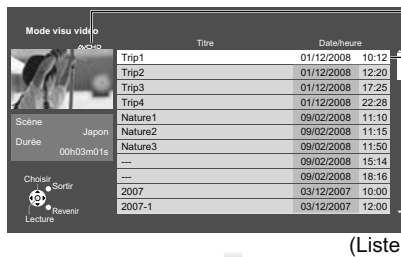 Mode visu vidéo
AVCHD
Titre Date/heure
Trip1 01/12/2008 10:12
Trip2 01/12/2008 12:20
Trip3 01/12/2008 17:25
Trip4 01/12/2008 22:28
Nature1 09/02/2008 11:10
Nature2 09/02/2008 11:15
Nature3 09/02/2008 11:50
--- 09/02/2008 15:14
--- 09/02/2008 18:16
2007 03/12/2007 10:00
2007-1 03/12/2007 12:00
Scène
Japon
Durée
00h03m01s
Choisir
Sortir
Revenir
Lecture
(Liste